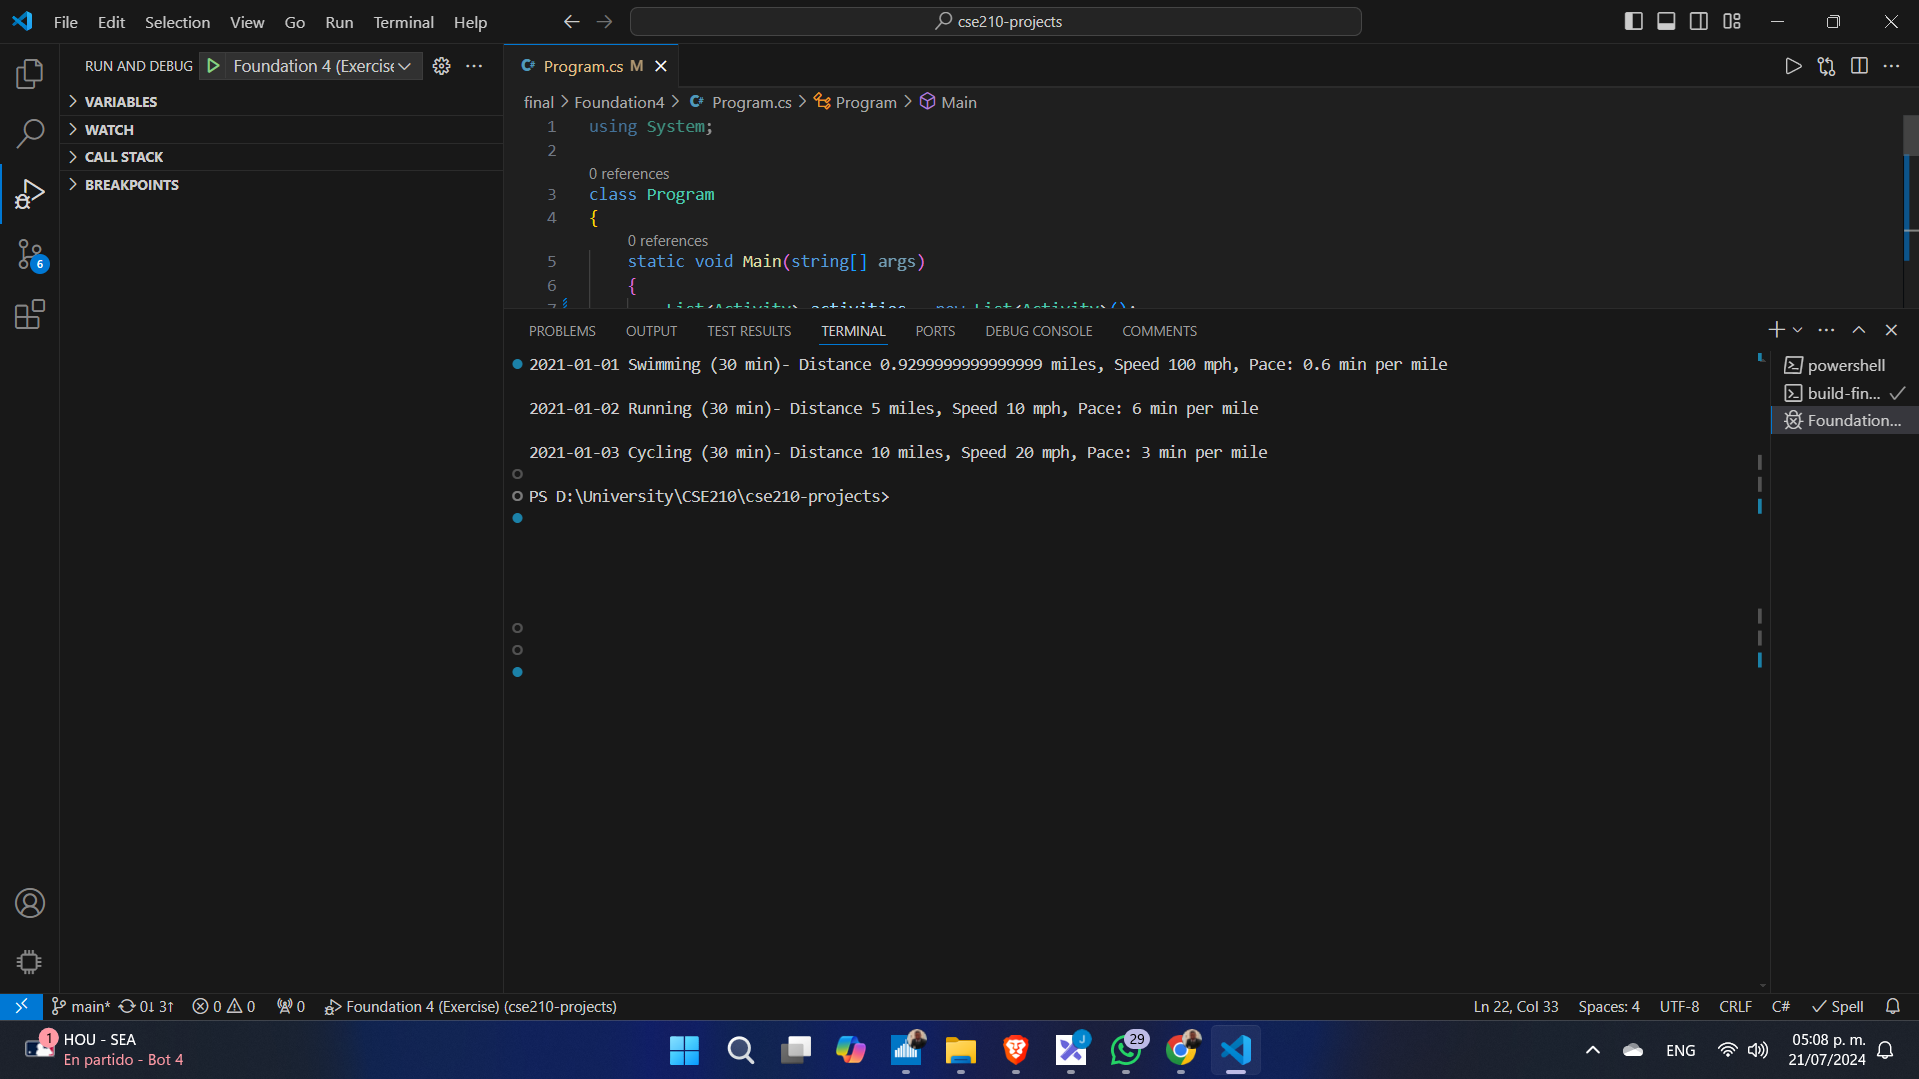 File Edit Selection View Go Run Terminal Help
cse210-projects
RUN AND DEBUG Foundation 4 (Exercise
VARIABLES
WATCH
CALL STACK
BREAKPOINTS
C# Program.cs M
final > Foundation4 > C# Program.cs > Program > Main
1 using System;
2
0 references
3 class Program
4 {
0 references
5 static void Main(string[] args)
6 {
7 List<Activity> activities = new List<Activity>();
PROBLEMS OUTPUT TEST RESULTS TERMINAL PORTS DEBUG CONSOLE COMMENTS
2021-01-01 Swimming (30 min)- Distance 0.9299999999999999 miles, Speed 100 mph, Pace: 0.6 min per mile
2021-01-02 Running (30 min)- Distance 5 miles, Speed 10 mph, Pace: 6 min per mile
2021-01-03 Cycling (30 min)- Distance 10 miles, Speed 20 mph, Pace: 3 min per mile
PS D:\University\CSE210\cse210-projects>
powershell
build-fin...
Foundation...
6
main* 0↓ 3↑ 0 0 0 Foundation 4 (Exercise) (cse210-projects)
Ln 22, Col 33 Spaces: 4 UTF-8 CRLF C# Spell
1 HOU - SEA
En partido - Bot 4
J
29
ENG
05:08 p. m.
21/07/2024